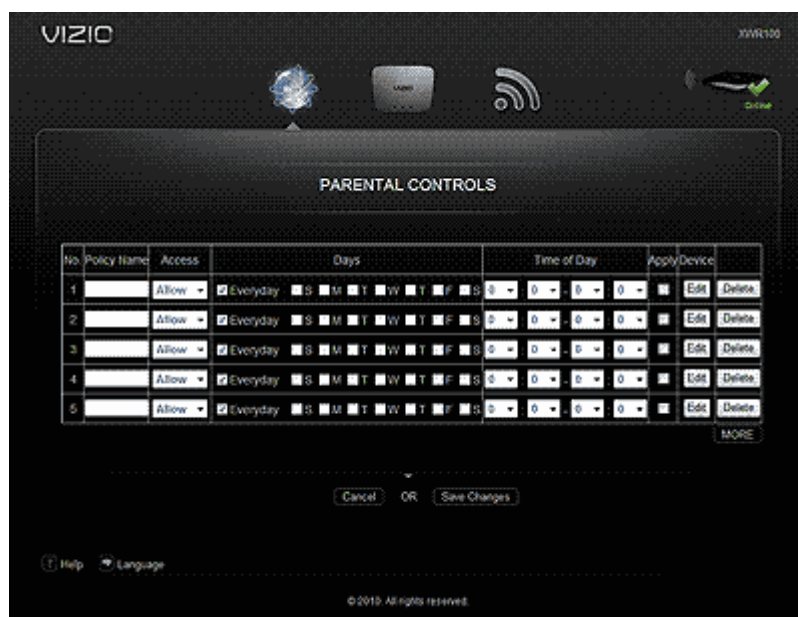 VIZIO
XWR100
VIZIO
Online
PARENTAL CONTROLS
No. Policy Name Access Days Time of Day Apply Device
1 Allow Everyday S M T W T F S 0 : 0 - 0 : 0 Edit Delete
2 Allow Everyday S M T W T F S 0 : 0 - 0 : 0 Edit Delete
3 Allow Everyday S M T W T F S 0 : 0 - 0 : 0 Edit Delete
4 Allow Everyday S M T W T F S 0 : 0 - 0 : 0 Edit Delete
5 Allow Everyday S M T W T F S 0 : 0 - 0 : 0 Edit Delete
MORE
Cancel OR Save Changes
? Help Language
© 2010. All rights reserved.